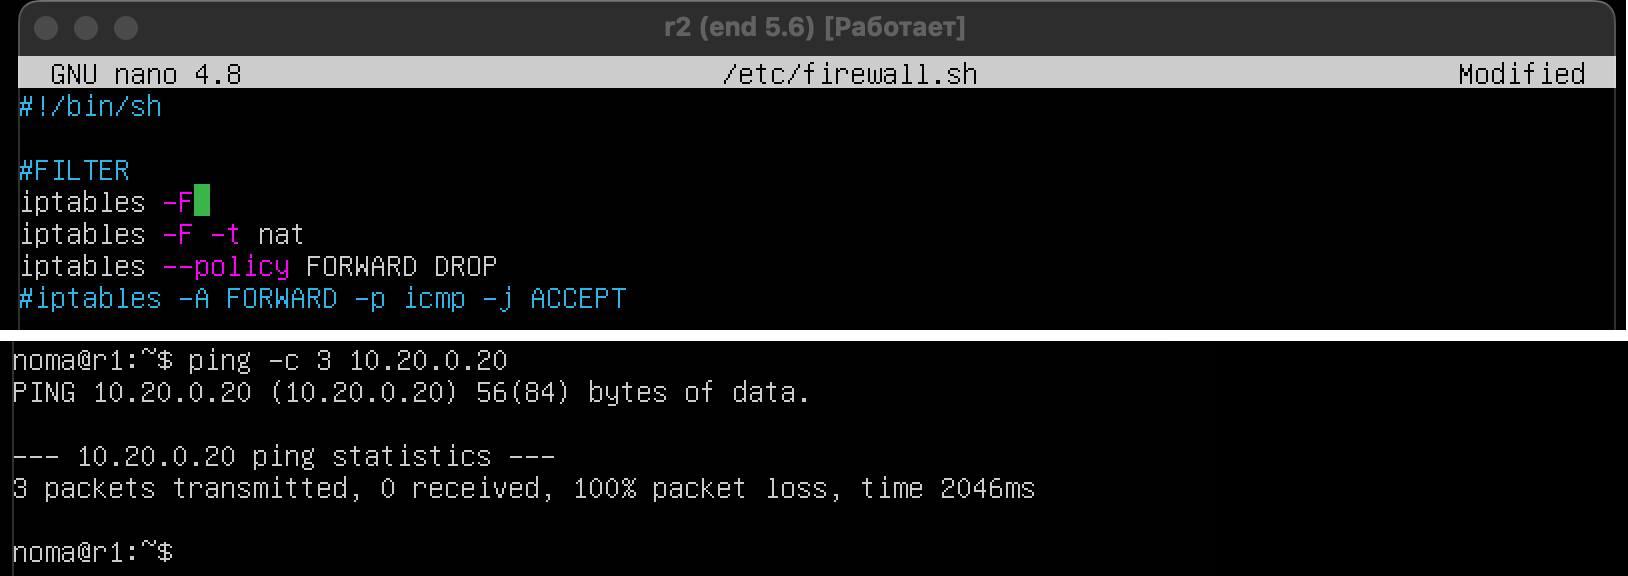 r2 (end 5.6) [Работает]
GNU nano 4.8 /etc/firewall.sh Modified
#!/bin/sh
#FILTER
iptables -F
iptables -F -t nat
iptables --policy FORWARD DROP
#iptables -A FORWARD -p icmp -j ACCEPT
noma@r1:~$ ping -c 3 10.20.0.20
PING 10.20.0.20 (10.20.0.20) 56(84) bytes of data.
--- 10.20.0.20 ping statistics ---
3 packets transmitted, 0 received, 100% packet loss, time 2046ms
noma@r1:~$